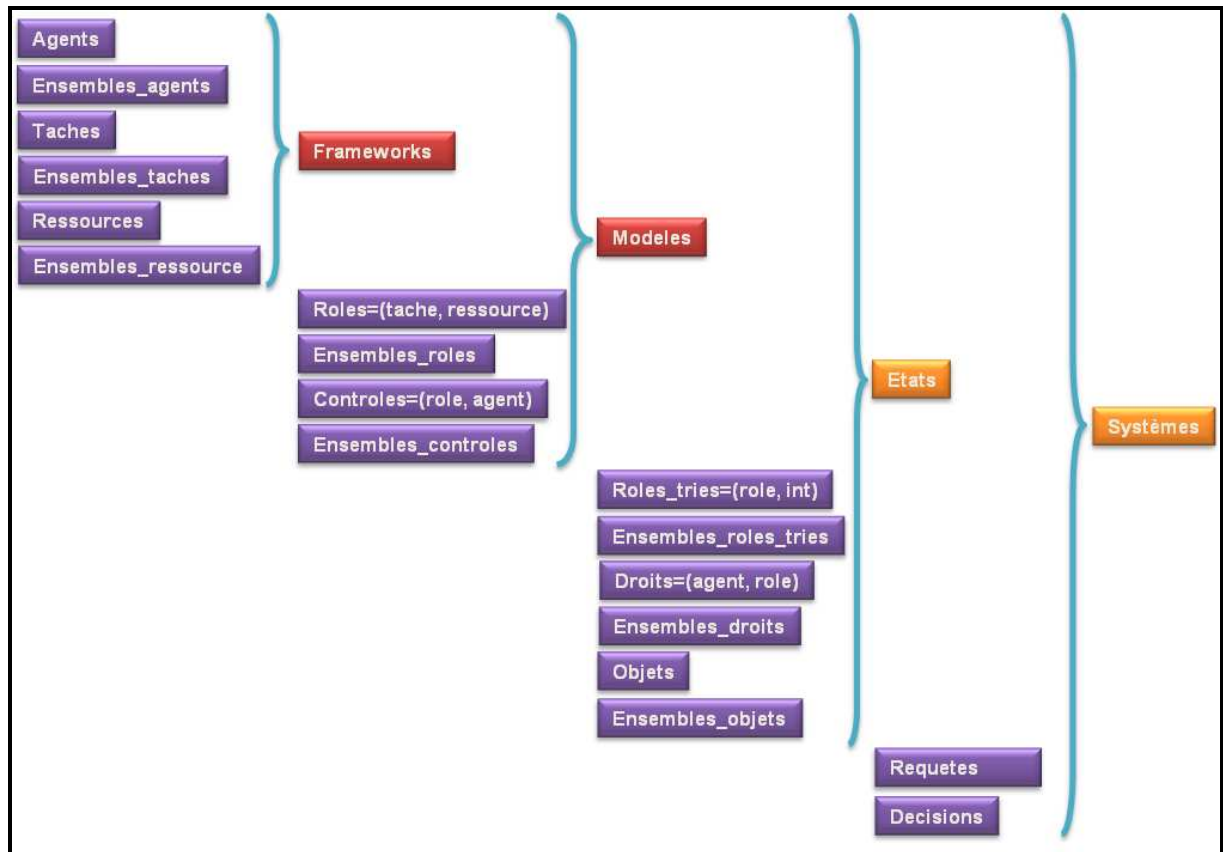 Agents
Ensembles_agents
Taches
Ensembles_taches
Ressources
Ensembles_ressource
Frameworks
Roles=(tache, ressource)
Ensembles_roles
Controles=(role, agent)
Ensembles_controles
Modeles
Roles_tries=(role, int)
Ensembles_roles_tries
Droits=(agent, role)
Ensembles_droits
Objets
Ensembles_objets
Etats
Requetes
Decisions
Systèmes